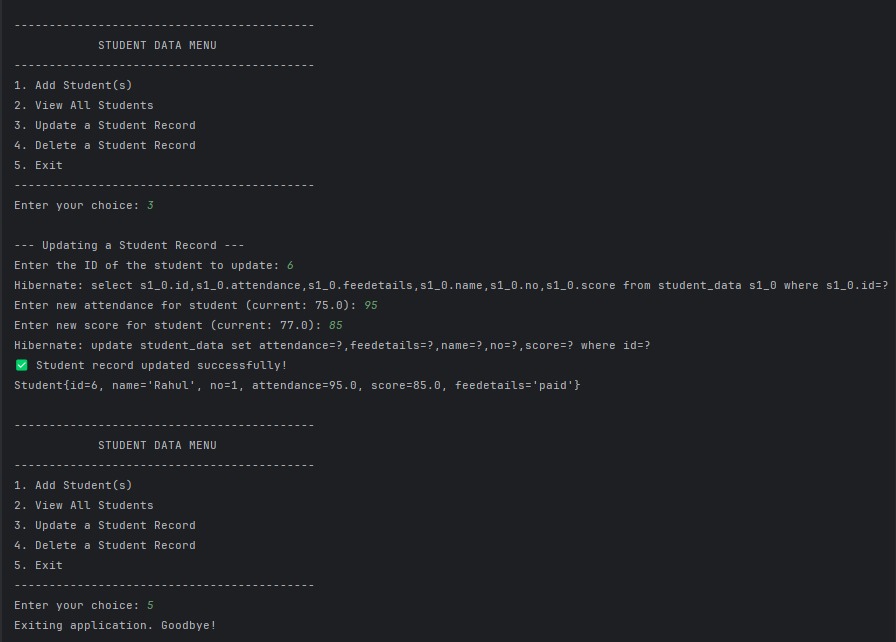 -------------------------------------------
STUDENT DATA MENU
-------------------------------------------
1. Add Student(s)
2. View All Students
3. Update a Student Record
4. Delete a Student Record
5. Exit
-------------------------------------------
Enter your choice: 3
--- Updating a Student Record ---
Enter the ID of the student to update: 6
Hibernate: select s1_0.id,s1_0.attendance,s1_0.feedetails,s1_0.name,s1_0.no,s1_0.score from student_data s1_0 where s1_0.id=?
Enter new attendance for student (current: 75.0): 95
Enter new score for student (current: 77.0): 85
Hibernate: update student_data set attendance=?,feedetails=?,name=?,no=?,score=? where id=?
✅ Student record updated successfully!
Student{id=6, name='Rahul', no=1, attendance=95.0, score=85.0, feedetails='paid'}
-------------------------------------------
STUDENT DATA MENU
-------------------------------------------
1. Add Student(s)
2. View All Students
3. Update a Student Record
4. Delete a Student Record
5. Exit
-------------------------------------------
Enter your choice: 5
Exiting application. Goodbye!